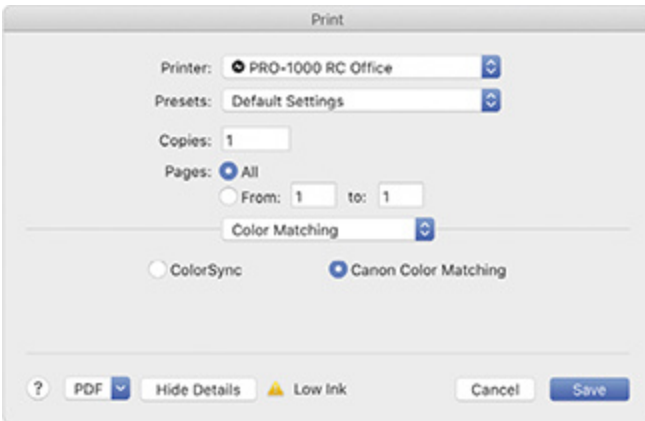 Print
Printer: PRO-1000 RC Office
Presets: Default Settings
Copies: 1
Pages: All
From: 1 to: 1
Color Matching
ColorSync Canon Color Matching
? PDF Hide Details Low Ink Cancel Save